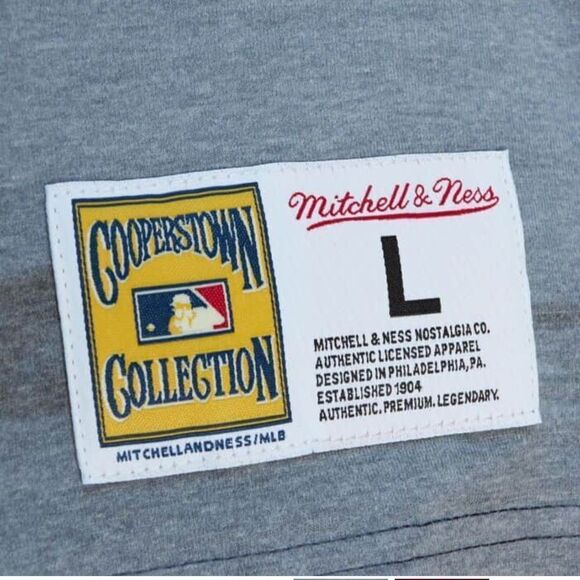 COOPERSTOWN
COLLECTION
MITCHELLANDNESS/MLB
Mitchell & Ness
L
MITCHELL & NESS NOSTALGIA CO.
AUTHENTIC LICENSED APPAREL
DESIGNED IN PHILADELPHIA, PA.
ESTABLISHED 1904
AUTHENTIC. PREMIUM. LEGENDARY.